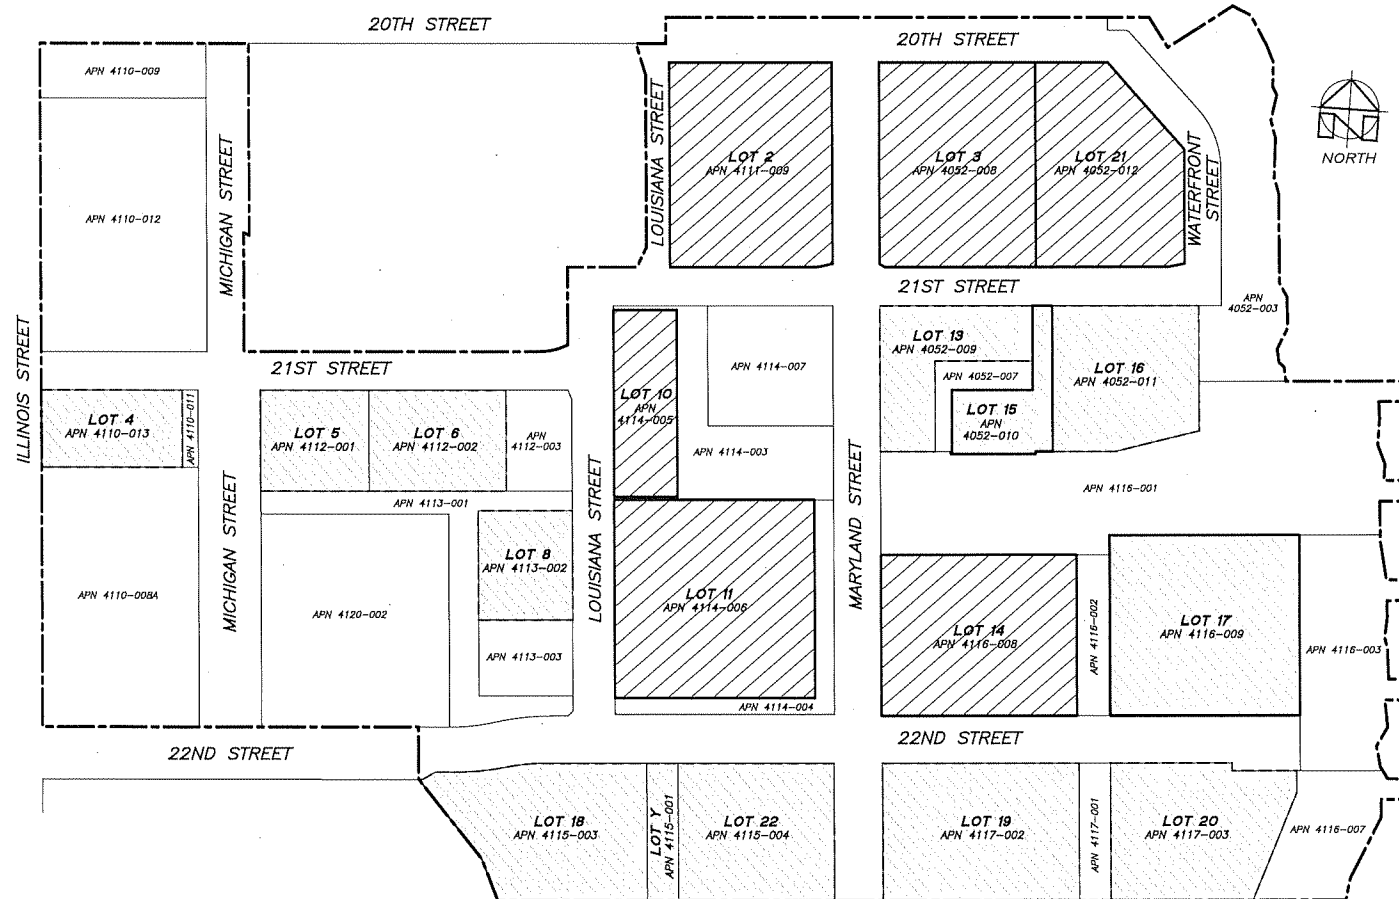 20TH STREET
20TH STREET
APN 4110-009
LOUISIANA STREET
MICHIGAN STREET
APN 4110-012
LOT 2
APN 4111-009
LOT 3
APN 4052-008
LOT 21
APN 4052-012
WATERFRONT
STREET
NORTH
21ST STREET
APN
4052-003
ILLINOIS STREET
21ST STREET
LOT 13
APN 4052-009
APN 4052-007
LOT 16
APN 4052-011
APN 4114-007
LOT 10
APN
4114-005
LOT 15
APN
4052-010
LOT 4
APN 4110-013
APN 4110-011
LOT 5
APN 4112-001
LOT 6
APN 4112-002
APN
4112-003
APN 4114-003
APN 4113-001
APN 4116-001
MICHIGAN STREET
LOUISIANA STREET
MARYLAND STREET
LOT 8
APN 4113-002
APN 4110-008A
APN 4120-002
APN 4113-003
LOT 11
APN 4114-006
LOT 14
APN 4116-008
APN 4116-002
LOT 17
APN 4116-009
APN 4116-003
APN 4114-004
22ND STREET
22ND STREET
LOT 18
APN 4115-003
LOT Y
APN 4115-001
LOT 22
APN 4115-004
LOT 19
APN 4117-002
APN 4117-001
LOT 20
APN 4117-003
APN 4116-007